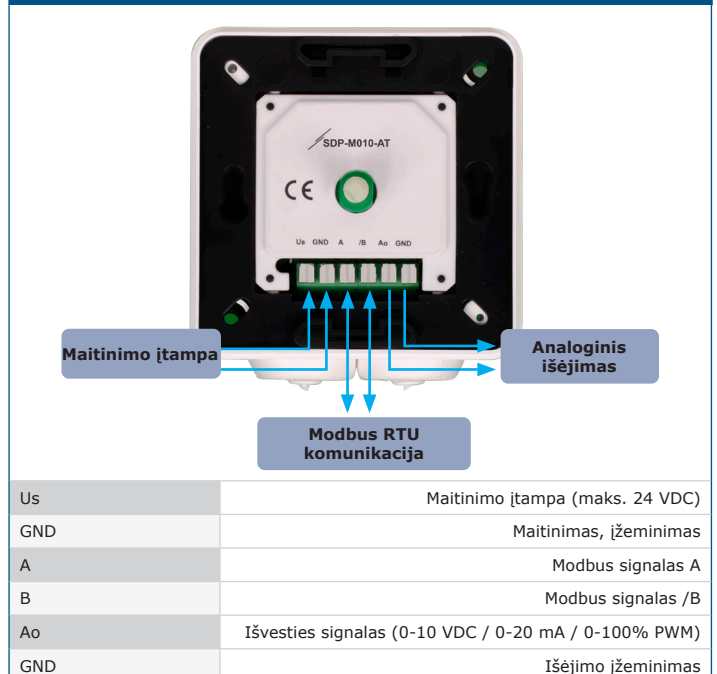 SDP-M010-AT
CE
Us GND A /B Ao GND
Maitinimo įtampa
Analoginis
išėjimas
Modbus RTU
komunikacija
Us Maitinimo įtampa (maks. 24 VDC)
GND Maitinimas, įžeminimas
A Modbus signalas A
B Modbus signalas /B
Ao Išvesties signalas (0-10 VDC / 0-20 mA / 0-100% PWM)
GND Išėjimo įžeminimas